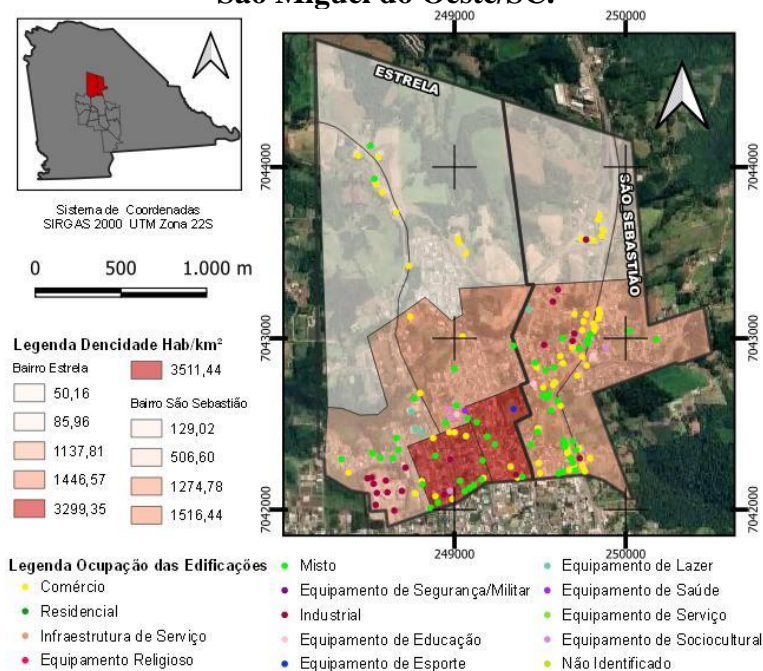 São Miguel do Oeste/SC.
249000 250000
ESTRELA
SÃO SEBASTIÃO
7044000 7044000
7043000 7043000
7042000 7042000
249000 250000
Sistema de Coordenadas
SIRGAS 2000 UTM Zona 22S
0 500 1.000 m
Legenda Dencidade Hab/km²
Bairro Estrela
50,16
85,96
1137,81
1446,57
3299,35
3511,44
Bairro São Sebastião
129,02
506,60
1274,78
1516,44
Legenda Ocupação das Edificações
Comércio
Residencial
Infraestrutura de Serviço
Equipamento Religioso
Misto
Equipamento de Segurança/Militar
Industrial
Equipamento de Educação
Equipamento de Esporte
Equipamento de Lazer
Equipamento de Saúde
Equipamento de Serviço
Equipamento de Sociocultural
Não Identificado